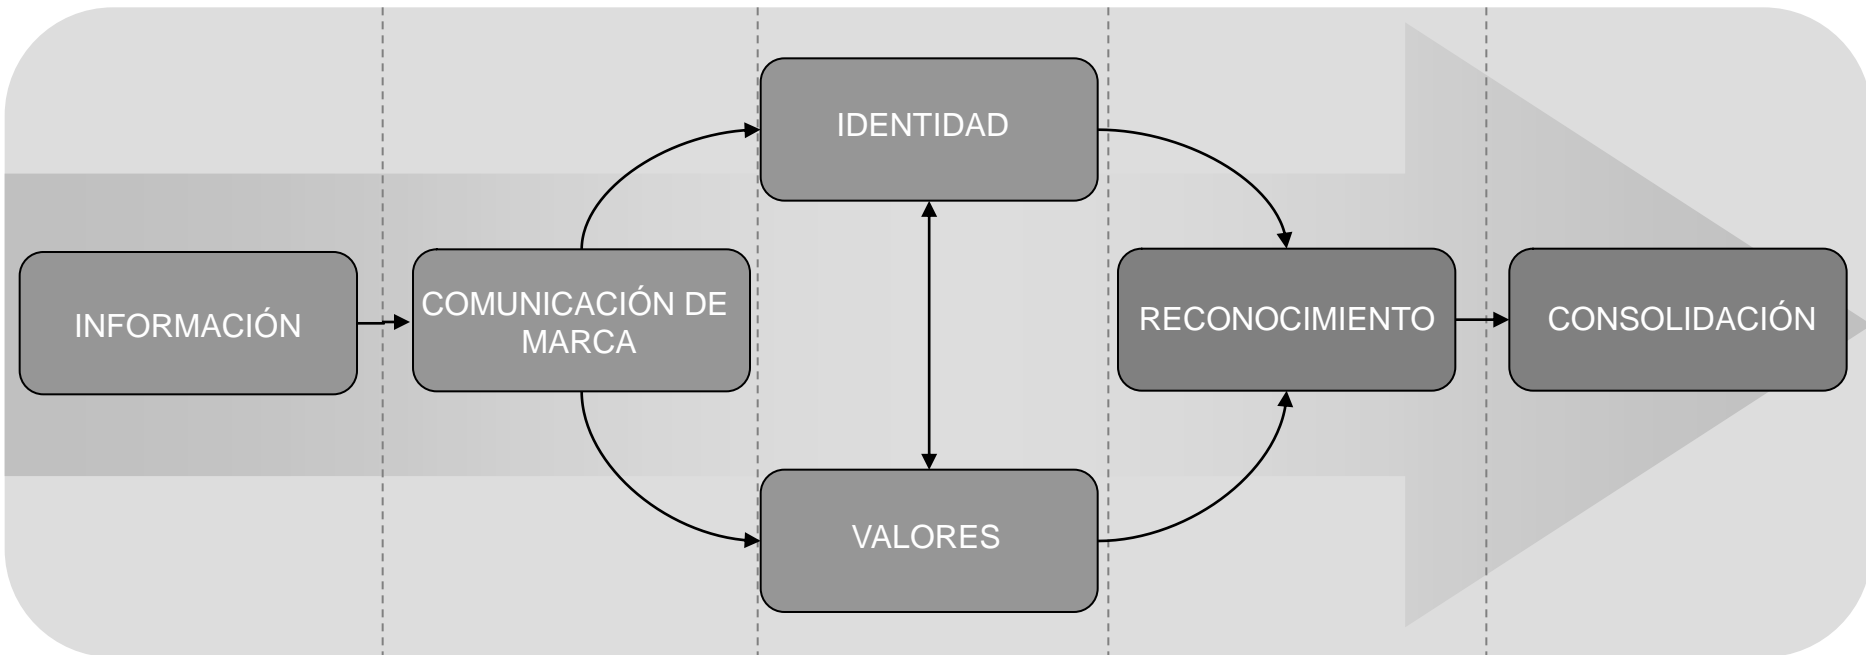 INFORMACIÓN
COMUNICACIÓN DE
MARCA
IDENTIDAD
VALORES
RECONOCIMIENTO
CONSOLIDACIÓN